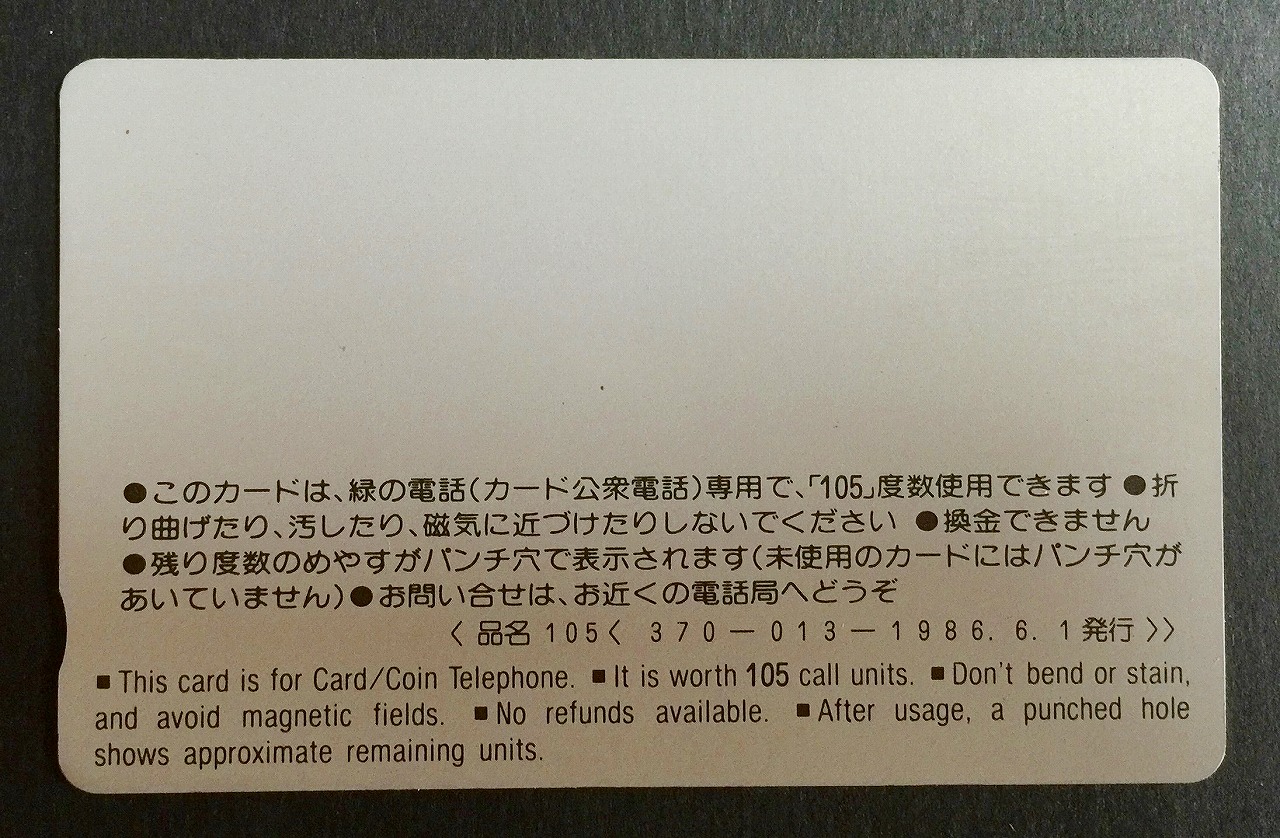 ●このカードは、緑の電話(カード公衆電話)専用で、「105」度数使用できます ●折
り曲げたり、汚したり、磁気に近づけたりしないでください ●換金できません
●残り度数のめやすがパンチ穴で表示されます(未使用のカードにはパンチ穴が
あいていません)●お問い合せは、お近くの電話局へどうぞ
〈 品名 105〈 370 — 013 — 1986. 6. 1 発行 〉〉
■This card is for Card/Coin Telephone. ■It is worth 105 call units. ■Don't bend or stain,
and avoid magnetic fields. ■No refunds available. ■After usage, a punched hole
shows approximate remaining units.